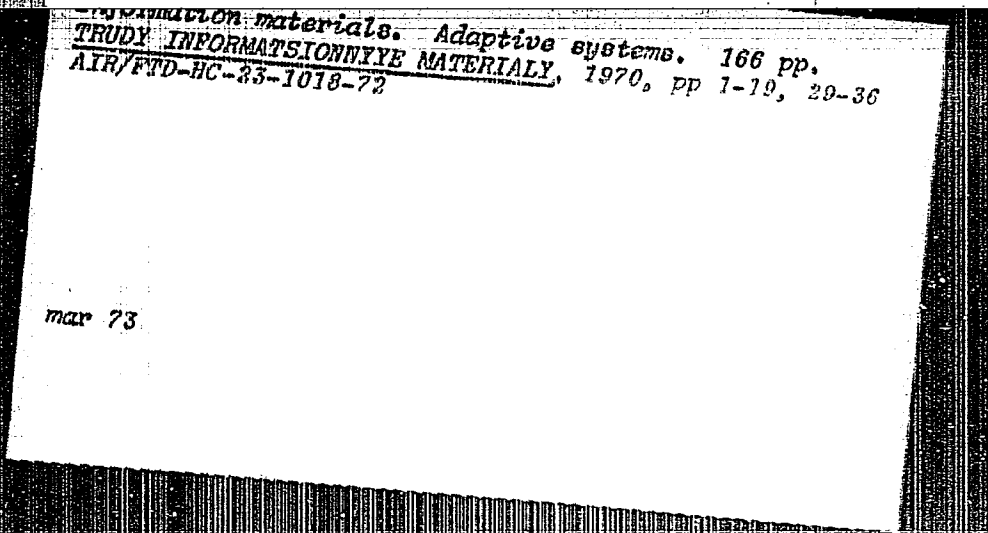 Information materials. Adaptive systems. 166 pp.
TRUDY INFORMATSIONNYYE MATERIALY, 1970, pp 1-19, 29-36
AIR/FTD-HC-23-1018-72
mar 73